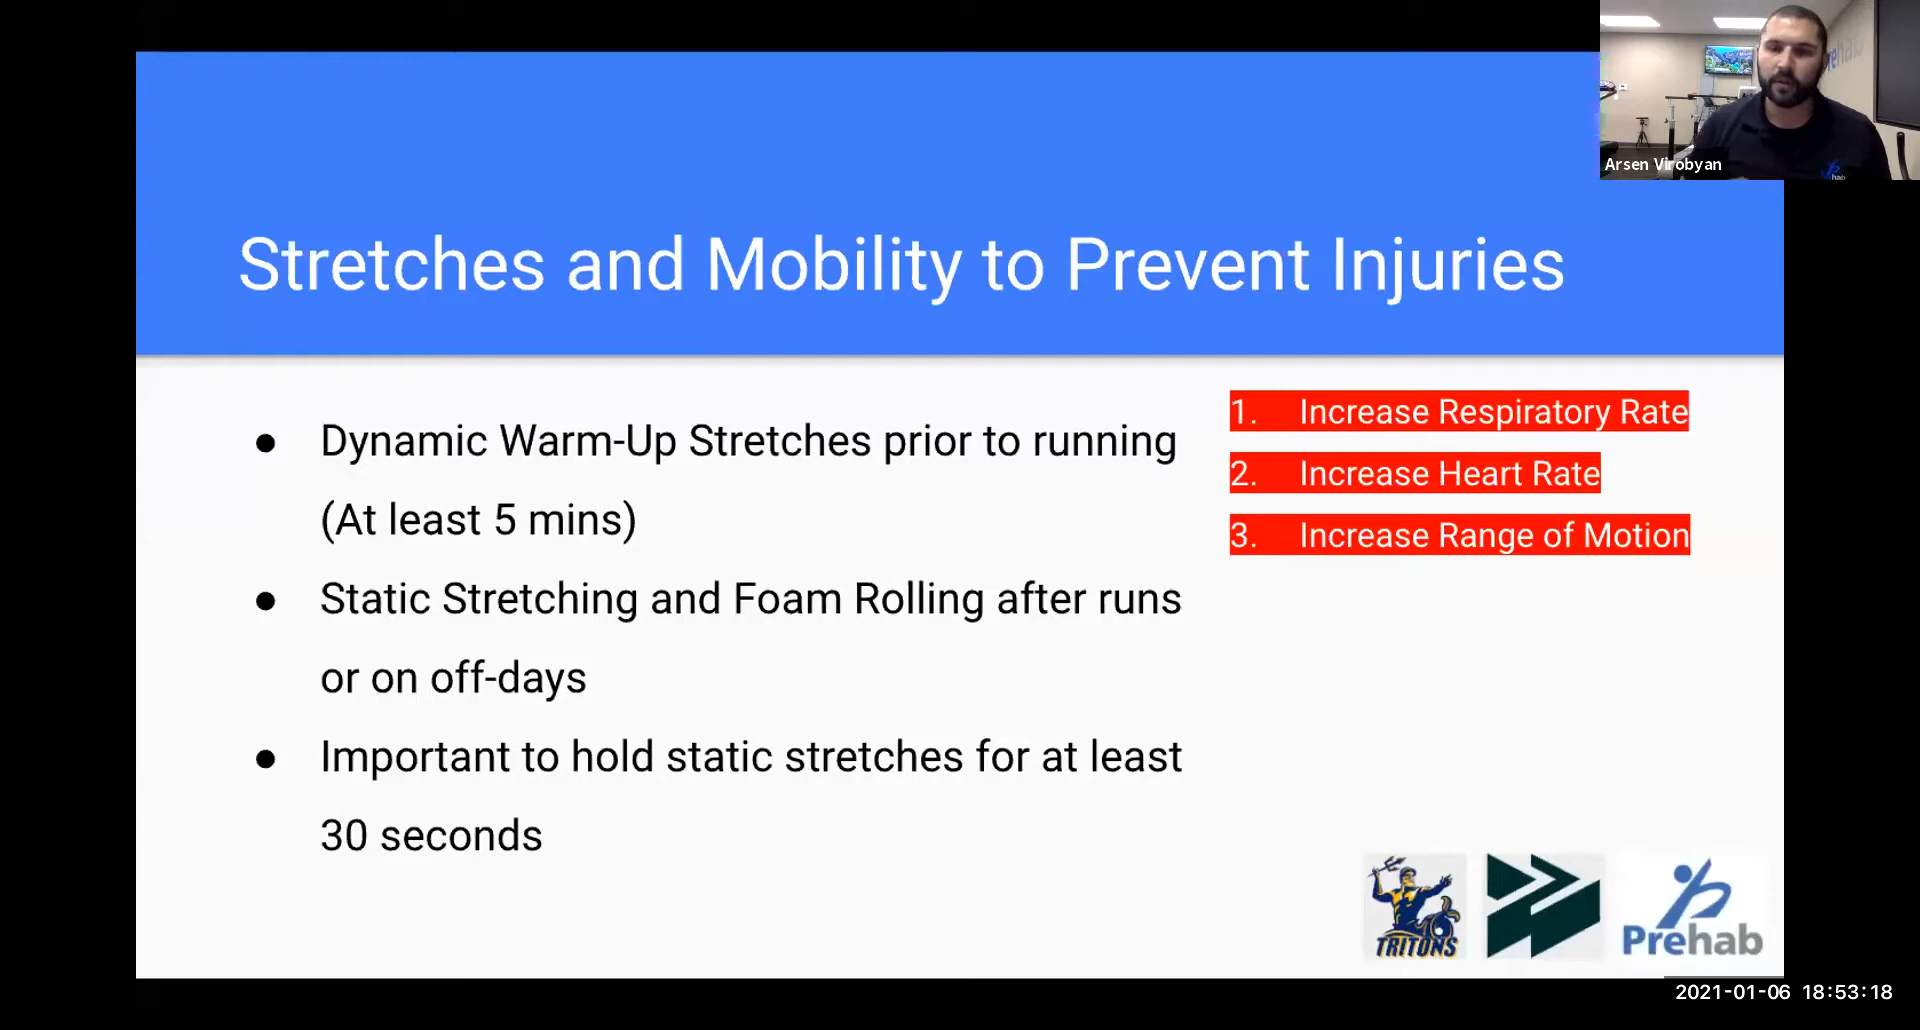 Arsen Virobyan
Stretches and Mobility to Prevent Injuries
● Dynamic Warm-Up Stretches prior to running
(At least 5 mins)
● Static Stretching and Foam Rolling after runs
or on off-days
● Important to hold static stretches for at least
30 seconds
1. Increase Respiratory Rate
2. Increase Heart Rate
3. Increase Range of Motion
TRITONS
Prehab
2021-01-06 18:53:18